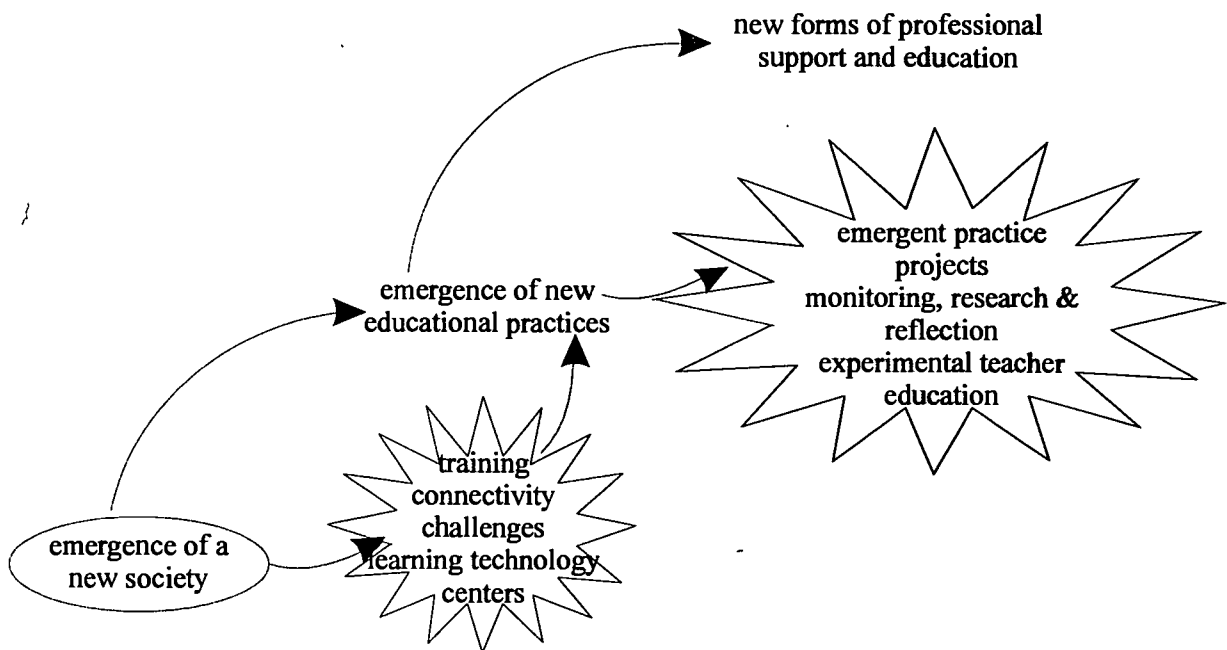 new forms of professional
support and education
emergent practice
projects
monitoring, research &
reflection
experimental teacher
education
emergence of new
educational practices
training
connectivity
challenges
learning technology
centers
emergence of a
new society